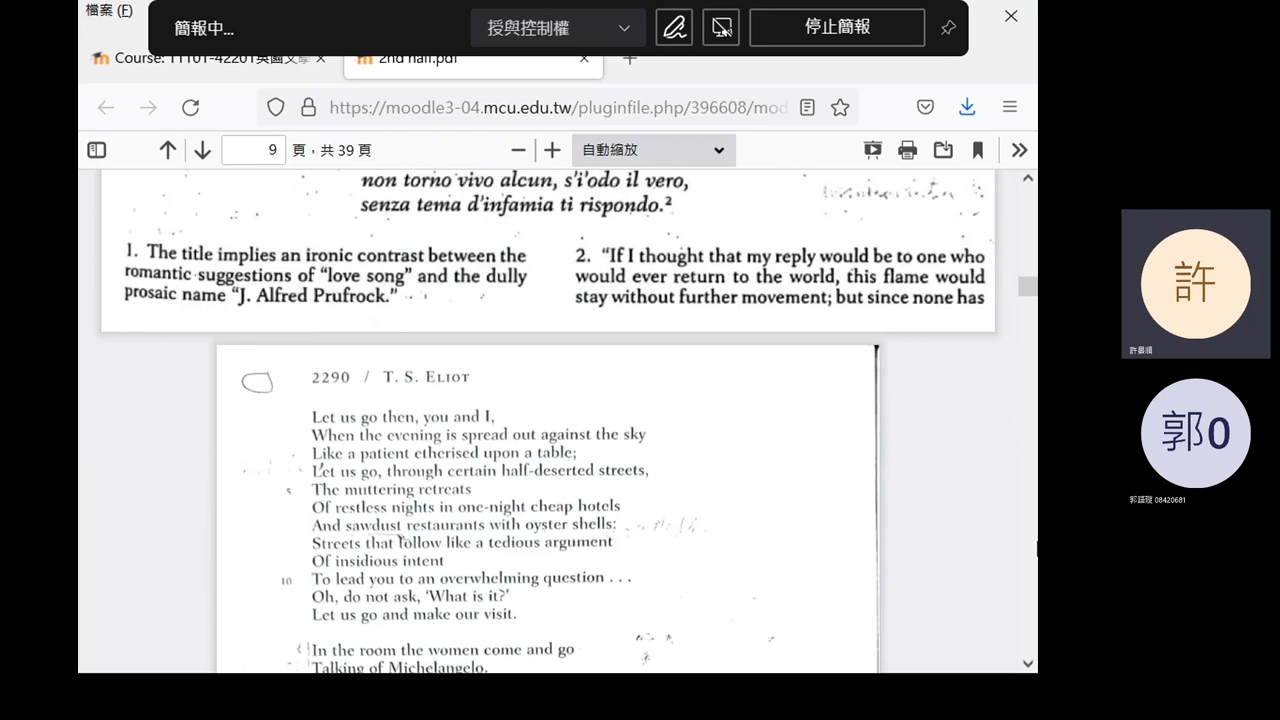 檔案 (F)
簡報中...
授與控制權
停止簡報
Course: 11101-42201英國文學
2nd half.pdf
https://moodle3-04.mcu.edu.tw/pluginfile.php/396608/mod
9 頁，共 39 頁
自動縮放
non torno vivo alcun, s'i'odo il vero,
senza tema d'infamia ti rispondo.²
1. The title implies an ironic contrast between the
romantic suggestions of “love song” and the dully
prosaic name “J. Alfred Prufrock.”
2. “If I thought that my reply would be to one who
would ever return to the world, this flame would
stay without further movement; but since none has
2290 / T. S. ELIOT
Let us go then, you and I,
When the evening is spread out against the sky
Like a patient etherised upon a table;
Let us go, through certain half-deserted streets,
5 The muttering retreats
Of restless nights in one-night cheap hotels
And sawdust restaurants with oyster shells:
Streets that follow like a tedious argument
Of insidious intent
10 To lead you to an overwhelming question . . .
Oh, do not ask, ‘What is it?’
Let us go and make our visit.
In the room the women come and go
Talking of Michelangelo.
許
許景順
郭0
郭謹瑽 08420681